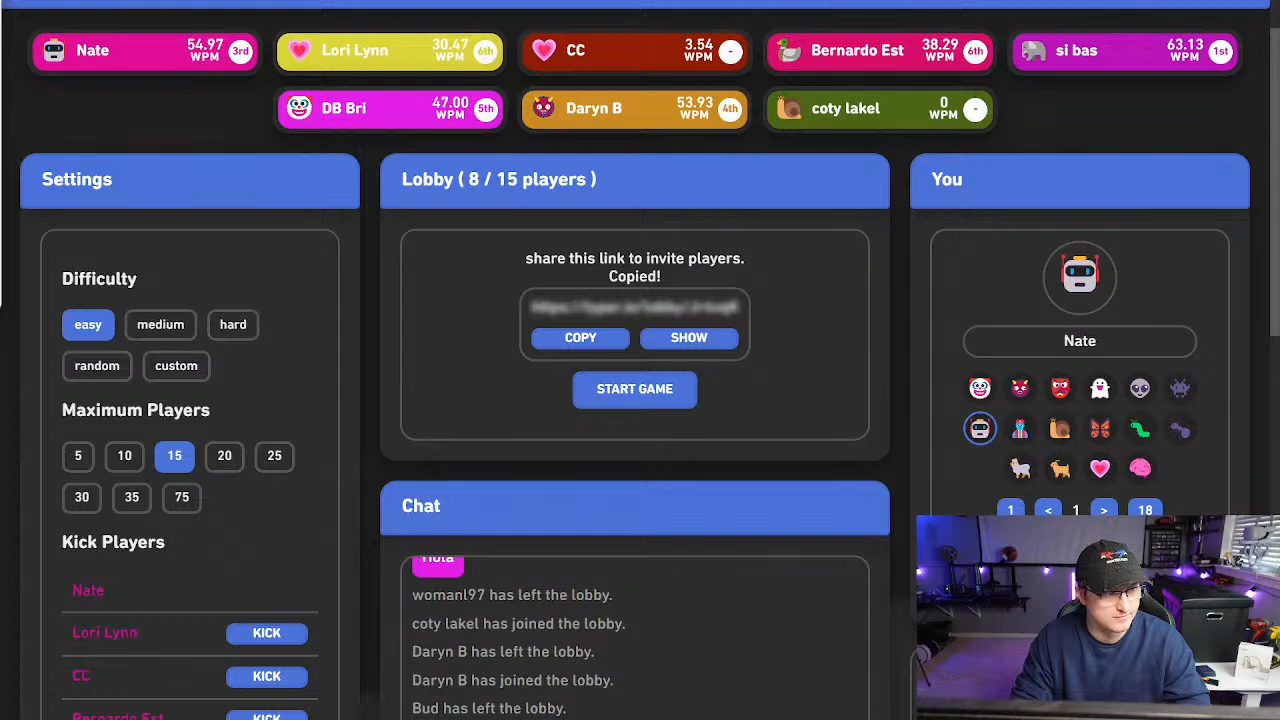 Nate 54.97 WPM 3rd
Lori Lynn 30.47 WPM 6th
CC 3.54 WPM -
Bernardo Est 38.29 WPM 6th
si bas 63.13 WPM 1st
DB Bri 47.00 WPM 5th
Daryn B 53.93 WPM 4th
coty lakel 0 WPM -
Settings
Difficulty
easy medium hard
random custom
Maximum Players
5 10 15 20 25
30 35 75
Kick Players
Nate
Lori Lynn KICK
CC KICK
Bernardo Est KICK
Lobby ( 8 / 15 players )
share this link to invite players.
Copied!
COPY SHOW
START GAME
Chat
Hola
womanl97 has left the lobby.
coty lakel has joined the lobby.
Daryn B has left the lobby.
Daryn B has joined the lobby.
Bud has left the lobby.
You
Nate
1 < 1 > 18